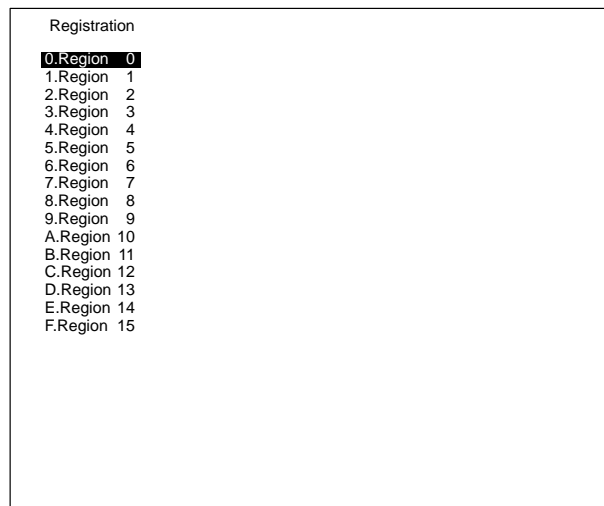 Registration
0.Region 0
1.Region 1
2.Region 2
3.Region 3
4.Region 4
5.Region 5
6.Region 6
7.Region 7
8.Region 8
9.Region 9
A.Region 10
B.Region 11
C.Region 12
D.Region 13
E.Region 14
F.Region 15